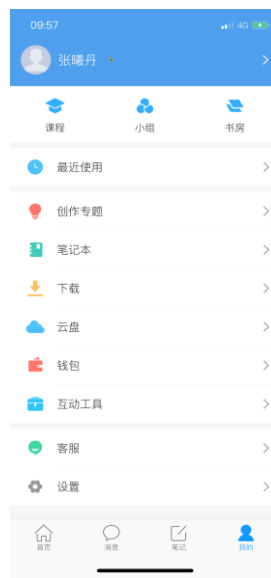 09:57
4G
张曦丹
课程
小组
书房
最近使用
创作专题
笔记本
下载
云盘
钱包
互动工具
客服
设置
首页
消息
笔记
我的